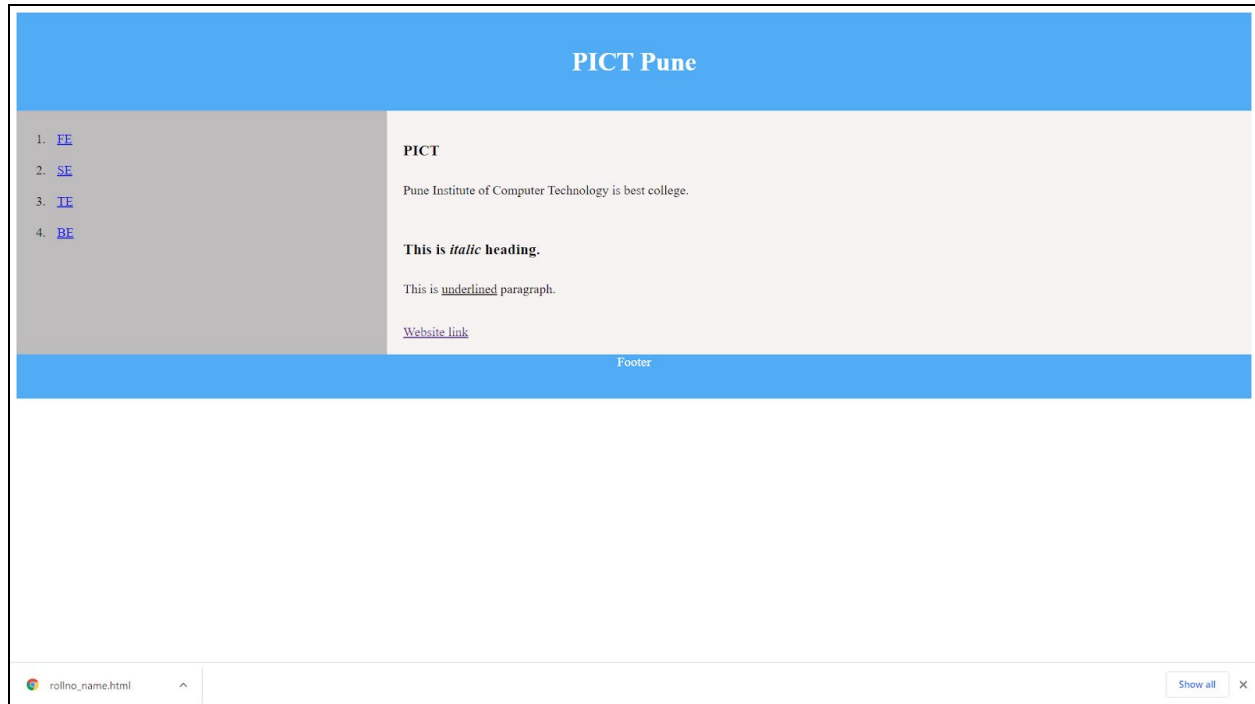 PICT Pune
1. FE
2. SE
3. TE
4. BE
PICT
Pune Institute of Computer Technology is best college.
This is italic heading.
This is underlined paragraph.
Website link
Footer
rollno_name.html
Show all